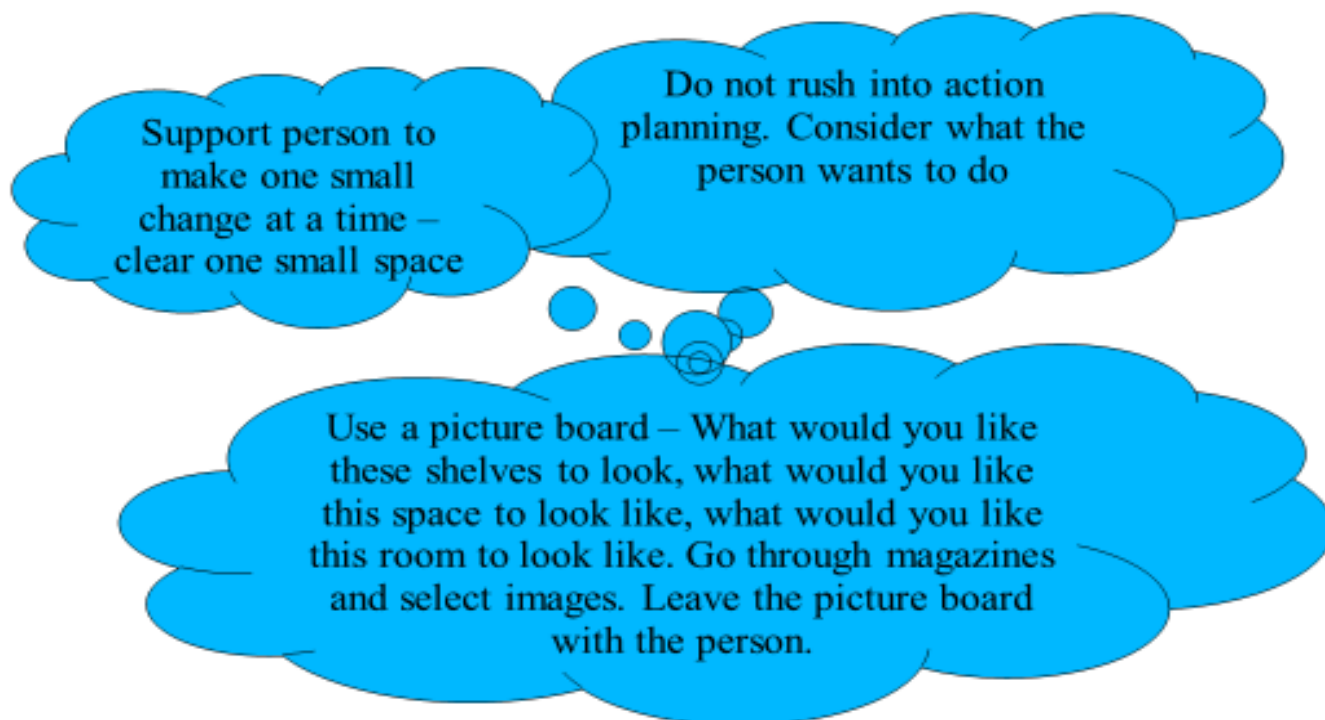 Support person to
make one small
change at a time –
clear one small space
Do not rush into action
planning. Consider what the
person wants to do
Use a picture board – What would you like
these shelves to look, what would you like
this space to look like, what would you like
this room to look like. Go through magazines
and select images. Leave the picture board
with the person.